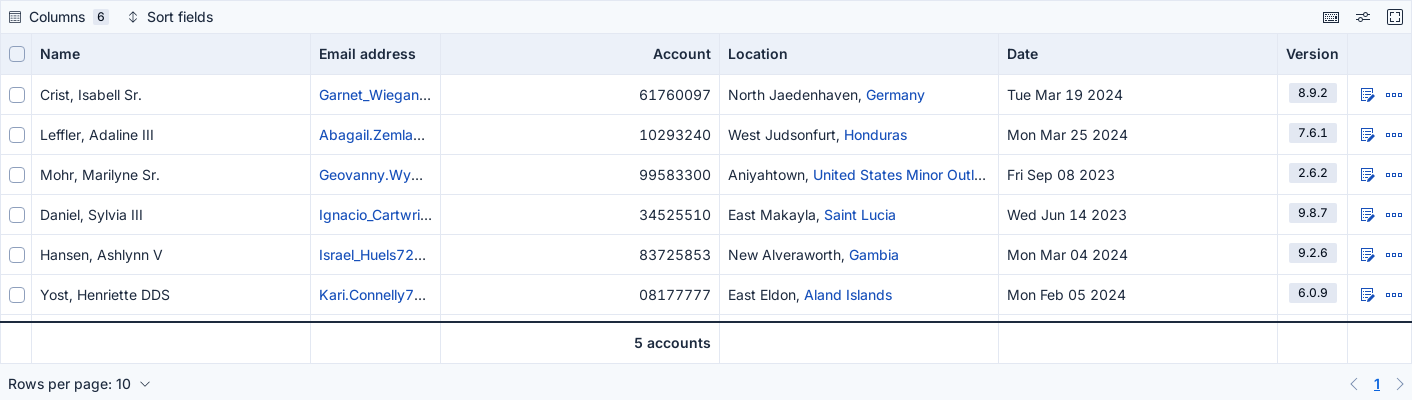 Columns 6 Sort fields
Name Email address Account Location Date Version
Crist, Isabell Sr. Garnet_Wiegan... 61760097 North Jaedenhaven, Germany Tue Mar 19 2024 8.9.2
Leffler, Adaline III Abagail.Zemla... 10293240 West Judsonfurt, Honduras Mon Mar 25 2024 7.6.1
Mohr, Marilyne Sr. Geovanny.Wy... 99583300 Aniyahtown, United States Minor Outl... Fri Sep 08 2023 2.6.2
Daniel, Sylvia III Ignacio_Cartwri... 34525510 East Makayla, Saint Lucia Wed Jun 14 2023 9.8.7
Hansen, Ashlynn V Israel_Huels72... 83725853 New Alveraworth, Gambia Mon Mar 04 2024 9.2.6
Yost, Henriette DDS Kari.Connelly7... 08177777 East Eldon, Aland Islands Mon Feb 05 2024 6.0.9
5 accounts
Rows per page: 10 1